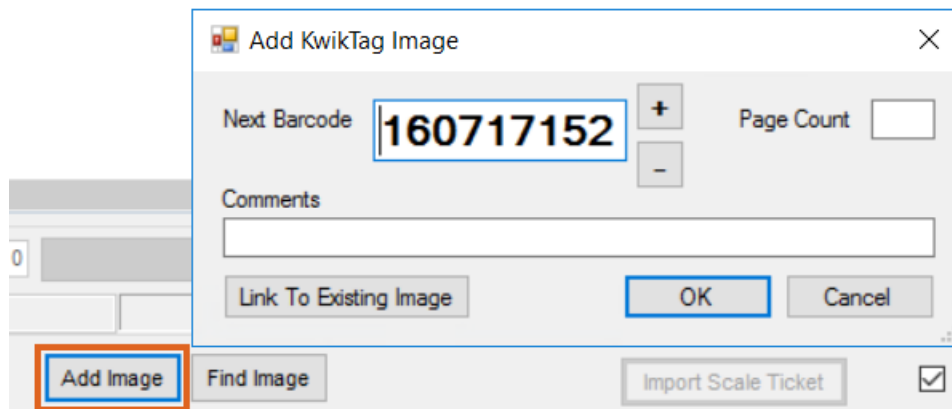 Add KwikTag Image
Next Barcode 160717152 + Page Count
-
Comments
0
Link To Existing Image OK Cancel
Add Image Find Image Import Scale Ticket